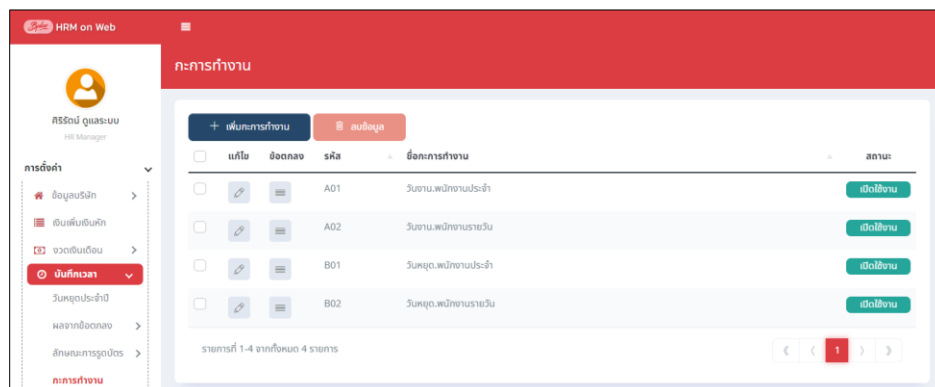 HRM on Web
กะการทำงาน
ศิริรัตน์ ดูแลระบบ
HR Manager
การตั้งค่า
ข้อมูลบริษัท
เงินเพิ่มเงินหัก
งวดเงินเดือน
บันทึกเวลา
วันหยุดประจำปี
ผลจากข้อตกลง
ลักษณะการรูดบัตร
กะการทำงาน
+ เพิ่มกะการทำงาน ลบข้อมูล
แก้ไข ข้อตกลง รหัส ชื่อกะการทำงาน สถานะ
A01 วันงาน.พนักงานประจำ เปิดใช้งาน
A02 วันงาน.พนักงานรายวัน เปิดใช้งาน
B01 วันหยุด.พนักงานประจำ เปิดใช้งาน
B02 วันหยุด.พนักงานรายวัน เปิดใช้งาน
รายการที่ 1-4 จากทั้งหมด 4 รายการ 1